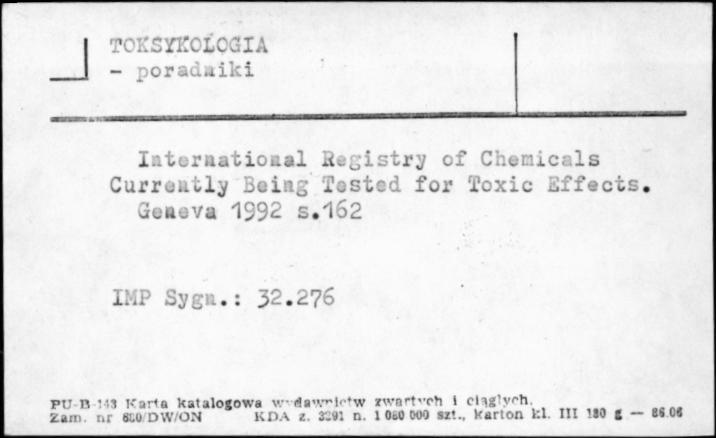 TOKSYKOLOGIA
- poradniki
International Registry of Chemicals
Currently Being Tested for Toxic Effects.
Geneva 1992 s.162
IMP Sygn.: 32.276
PU-B-143 Karta katalogowa wydawnictw zwartych i ciągłych.
Zam. nr 680/DW/ON KDA z. 3291 n. 1 080 000 szt., karton kl. III 180 g — 86.06